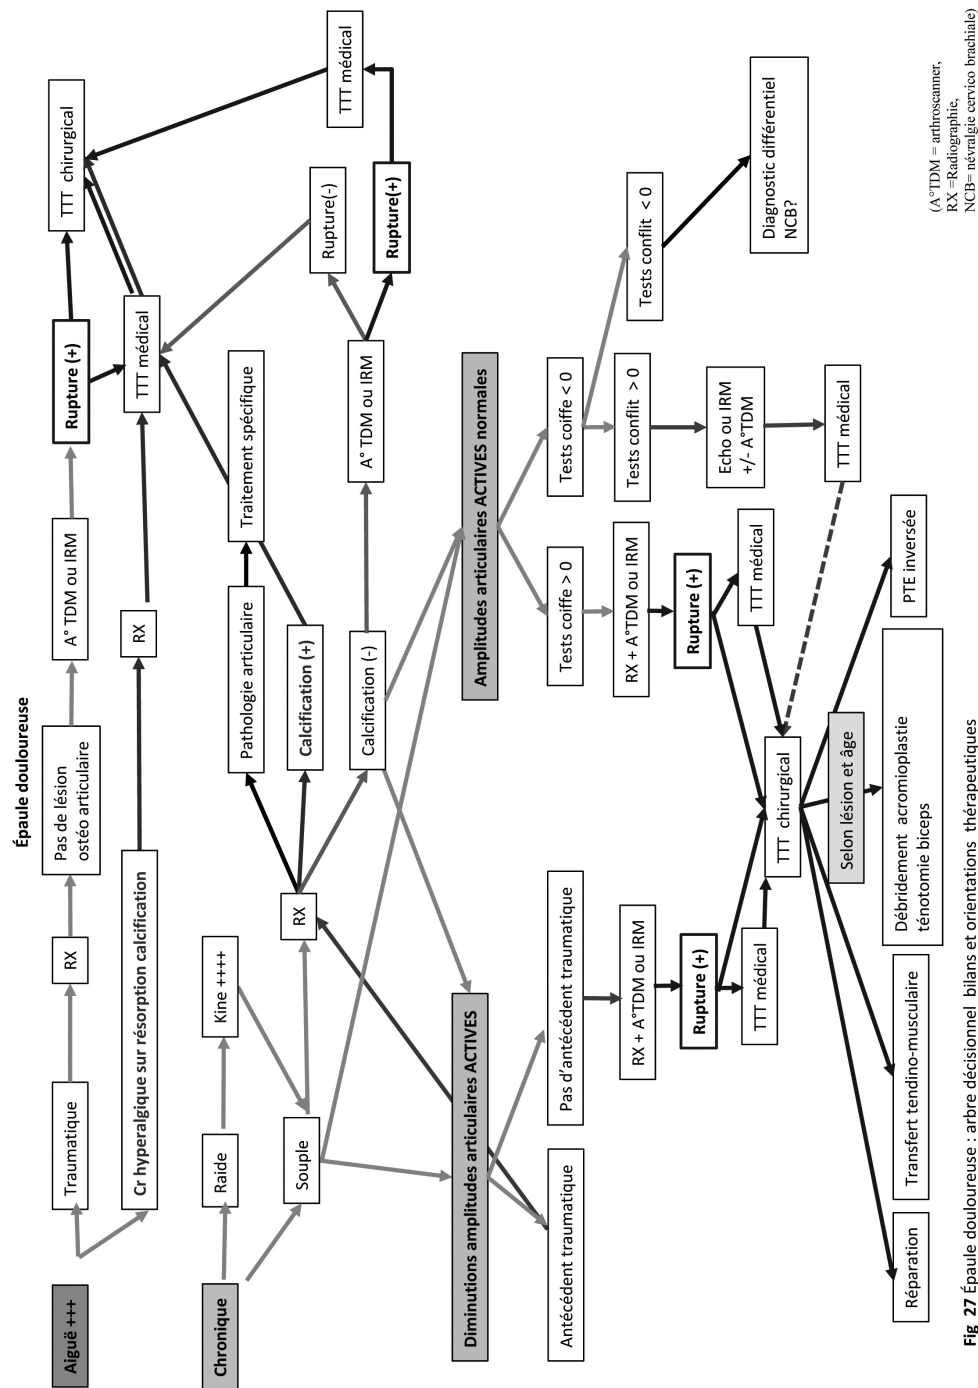 Épaule douloureuse
Aiguë +++
Traumatique
RX
Pas de lésion
ostéo articulaire
A° TDM ou IRM
Rupture (+)
TTT chirurgical
Cr hyperalgique sur résorption calcification
RX
TTT médical
Chronique
Raide
Kine ++++
Souple
RX
Pathologie articulaire
Traitement spécifique
Calcification (+)
Calcification (-)
A° TDM ou IRM
Rupture(-)
Rupture(+)
TTT médical
Diminutions amplitudes articulaires ACTIVES
Amplitudes articulaires ACTIVES normales
Antécédent traumatique
Pas d'antécédent traumatique
RX + A°TDM ou IRM
Rupture (+)
TTT médical
Tests coiffe > 0
RX + A°TDM ou IRM
Rupture (+)
TTT médical
Tests coiffe < 0
Tests conflit > 0
Echo ou IRM
+/- A°TDM
TTT médical
Tests conflit < 0
Diagnostic différentiel
NCB?
TTT chirurgical
Selon lésion et âge
Réparation
Transfert tendino-musculaire
Débridement acromioplastie
ténotomie biceps
PTE inversée
(A°TDM = arthroscanner,
RX =Radiographie,
NCB= névralgie cervico brachiale)
Fig 27 Épaule douloureuse : arbre décisionnel bilans et orientations thérapeutiques